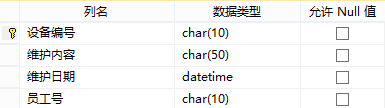 列名 数据类型 允许 Null 值
设备编号 char(10)
维护内容 char(50)
维护日期 datetime
员工号 char(10)